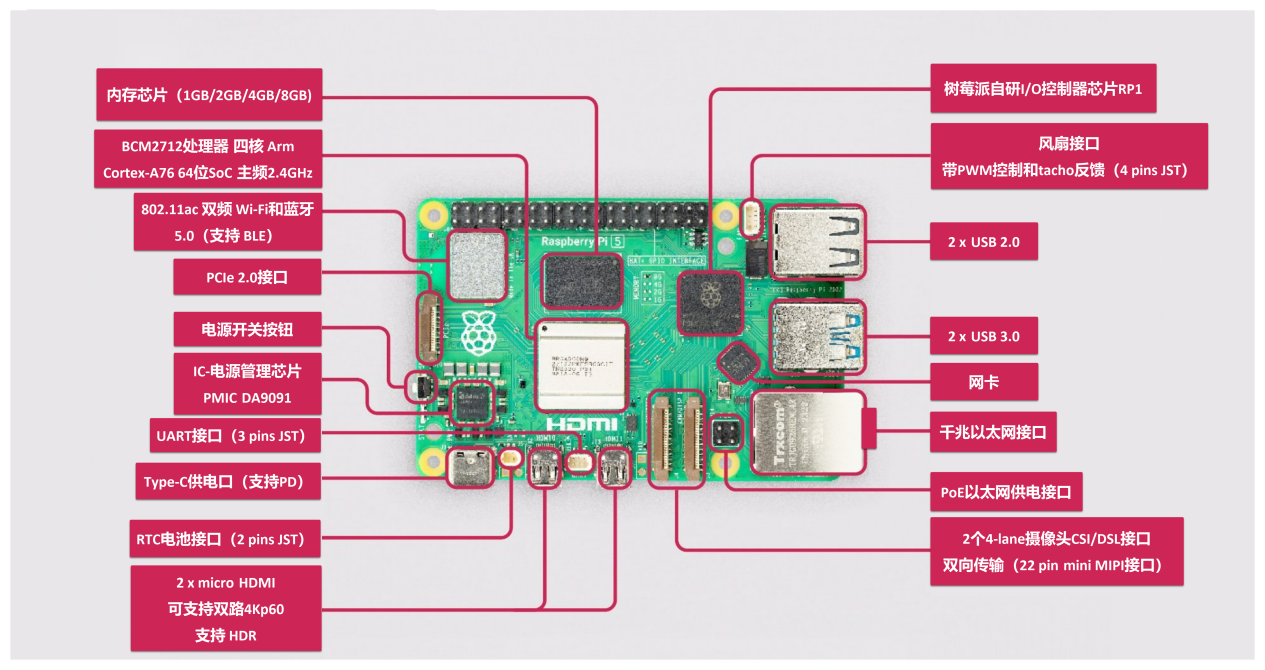 内存芯片（1GB/2GB/4GB/8GB)
BCM2712处理器 四核 Arm
Cortex-A76 64位SoC 主频2.4GHz
802.11ac 双频 Wi-Fi和蓝牙
5.0（支持 BLE）
PCIe 2.0接口
电源开关按钮
IC-电源管理芯片
PMIC DA9091
UART接口（3 pins JST）
Type-C供电口（支持PD）
RTC电池接口（2 pins JST）
2 x micro HDMI
可支持双路4Kp60
支持 HDR
Raspberry Pi 5
HDMI
Trxcom
树莓派自研I/O控制器芯片RP1
风扇接口
带PWM控制和tacho反馈（4 pins JST）
2 x USB 2.0
2 x USB 3.0
网卡
千兆以太网接口
PoE以太网供电接口
2个4-lane摄像头CSI/DSL接口
双向传输（22 pin mini MIPI接口）